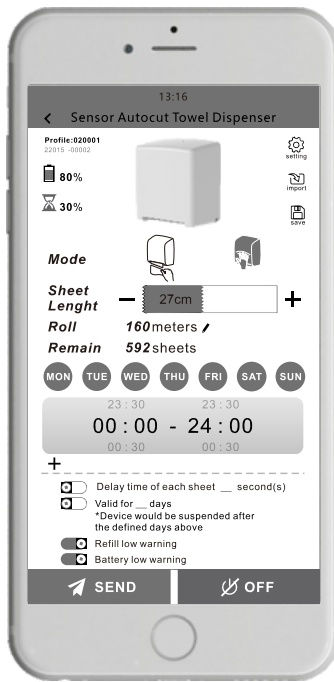 13:16
Sensor Autocut Towel Dispenser
Profile:020001
22015 -00002
setting
80%
import
30%
save
Mode
Sheet
Lenght
27cm
Roll 160meters
Remain 592sheets
MON TUE WED THU FRI SAT SUN
23 : 30 23 : 30
00 : 00 - 24 : 00
00 : 30 00 : 30
+
Delay time of each sheet __ second(s)
Valid for __ days
*Device would be suspended after
the defined days above
Refill low warning
Battery low warning
SEND OFF